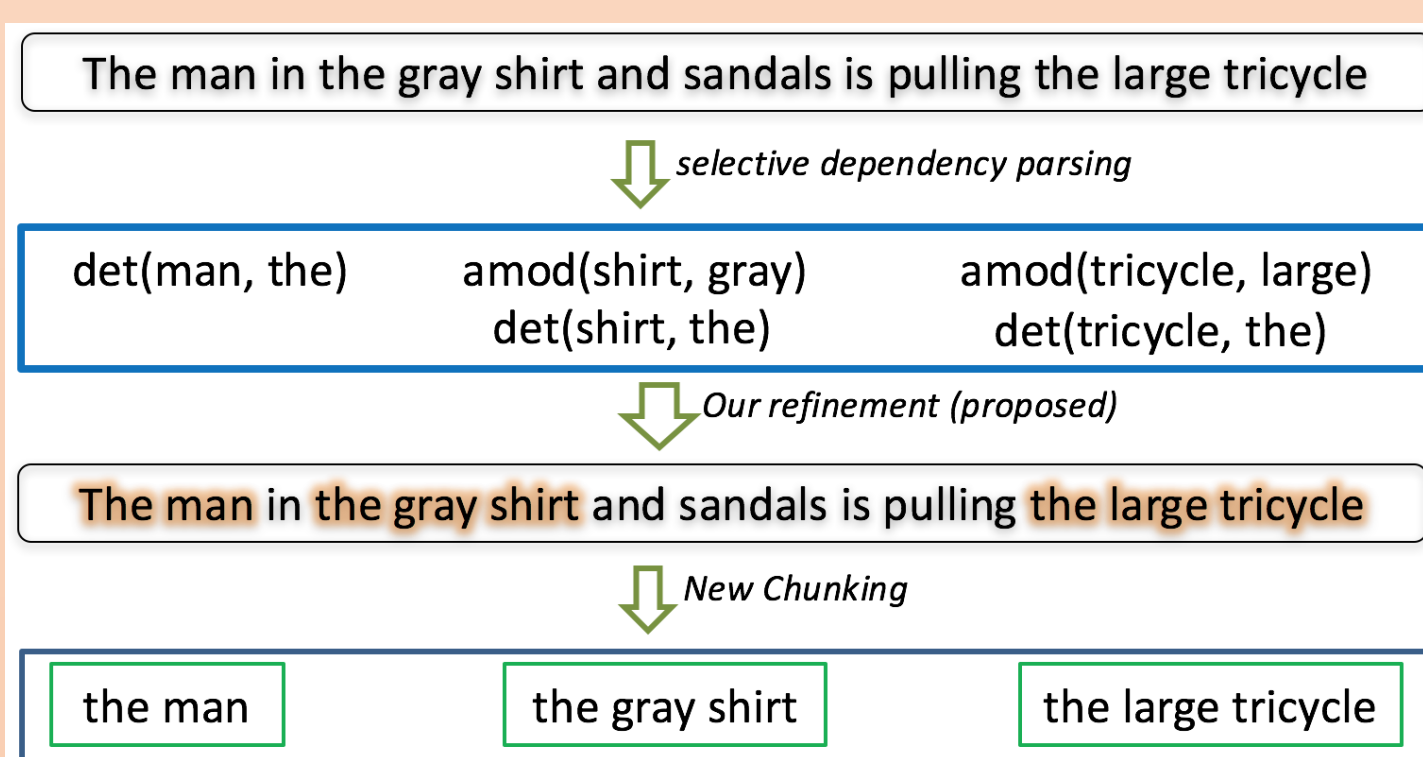 The man in the gray shirt and sandals is pulling the large tricycle
selective dependency parsing
det(man, the) amod(shirt, gray) amod(tricycle, large)
det(shirt, the) det(tricycle, the)
Our refinement (proposed)
The man in the gray shirt and sandals is pulling the large tricycle
New Chunking
the man the gray shirt the large tricycle